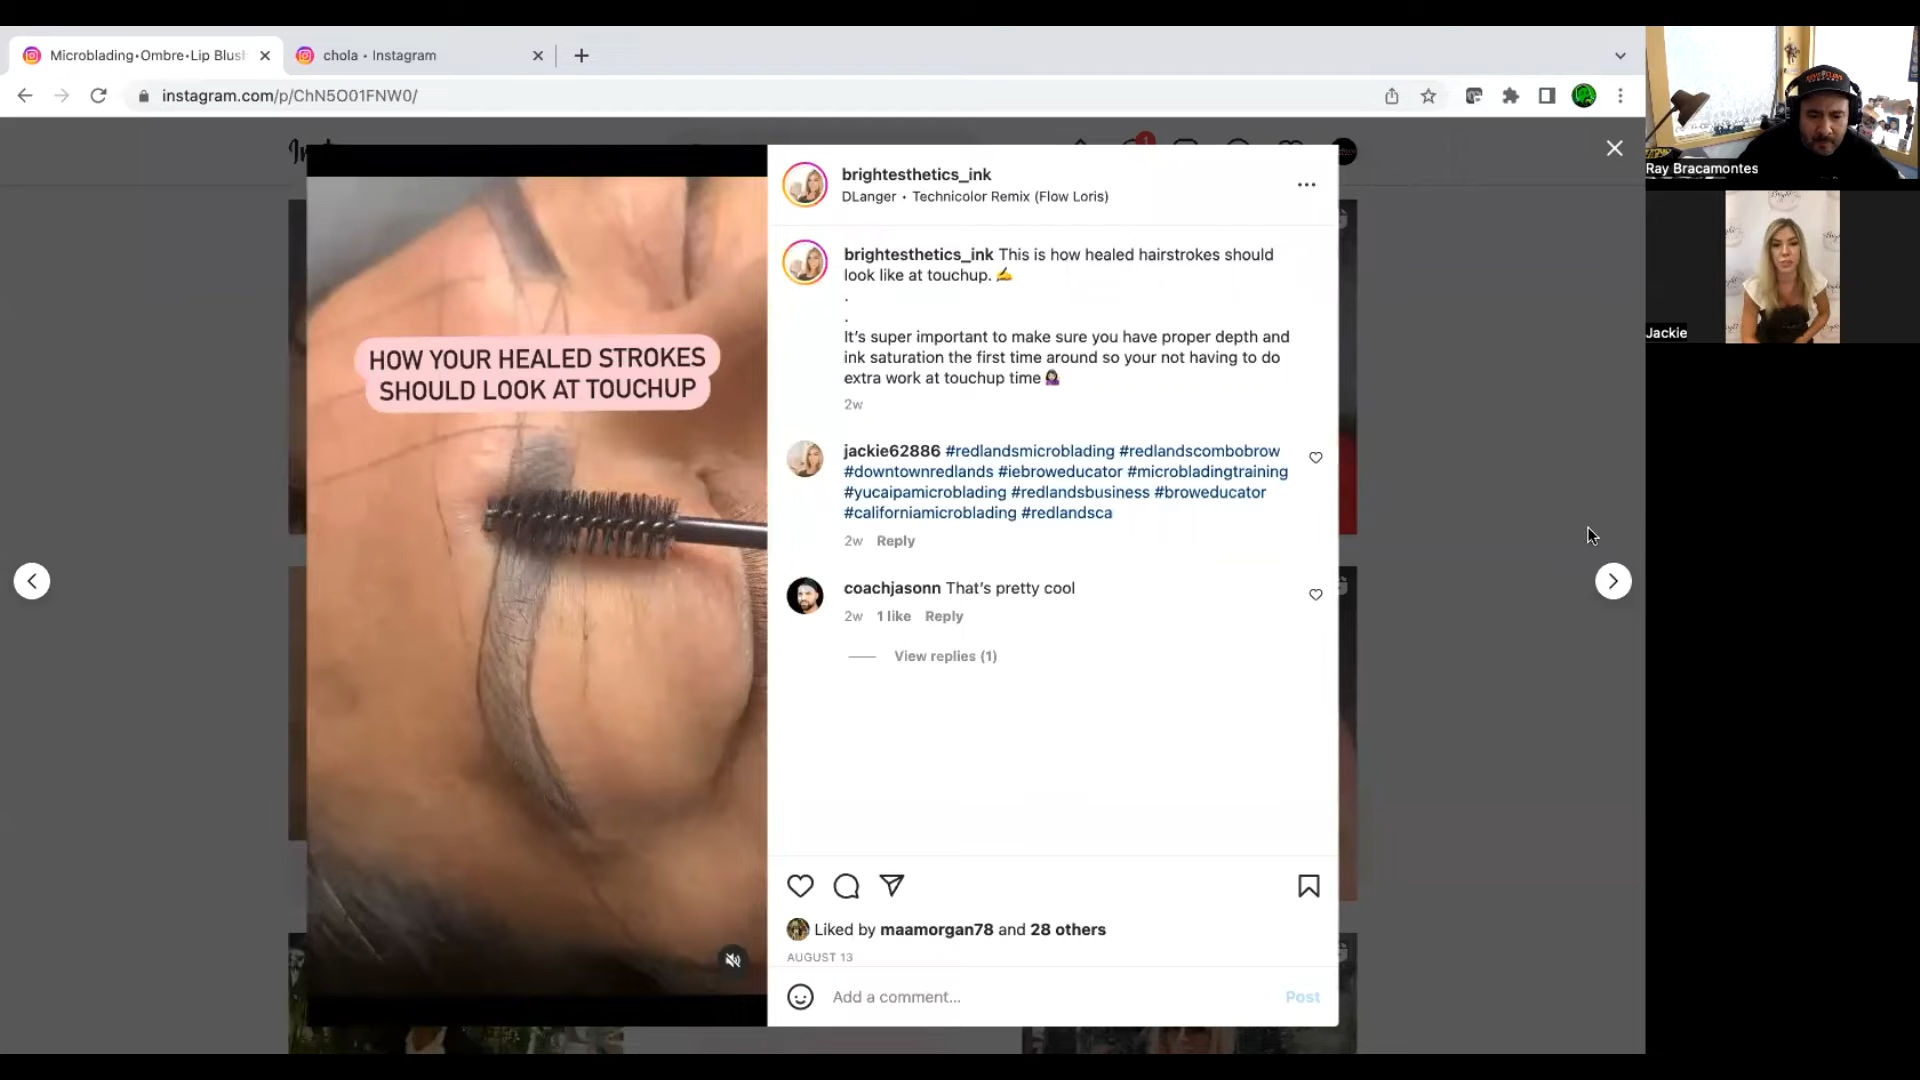 Microblading•Ombre•Lip Blush
chola • Instagram
instagram.com/p/ChN5O01FNW0/
Ray Bracamontes
Jackie
1
HOW YOUR HEALED STROKES
SHOULD LOOK AT TOUCHUP
brightesthetics_ink
DLanger • Technicolor Remix (Flow Loris)
brightesthetics_ink This is how healed hairstrokes should
look like at touchup. ✍️
.
.
It's super important to make sure you have proper depth and
ink saturation the first time around so your not having to do
extra work at touchup time 🤷🏻‍♀️
2w
jackie62886 #redlandsmicroblading #redlandscombobrow
#downtownredlands #iebroweducator #microbladingtraining
#yucaipamicroblading #redlandsbusiness #broweducator
#californiamicroblading #redlandsca
2w Reply
coachjasonn That's pretty cool
2w 1 like Reply
View replies (1)
Liked by maamorgan78 and 28 others
AUGUST 13
Add a comment...
Post